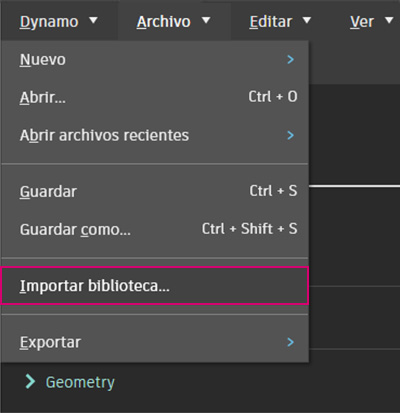 Dynamo Archivo Editar Ver
Nuevo
Abrir... Ctrl + O
Abrir archivos recientes
Guardar Ctrl + S
Guardar como... Ctrl + Shift + S
Importar biblioteca...
Exportar
Geometry